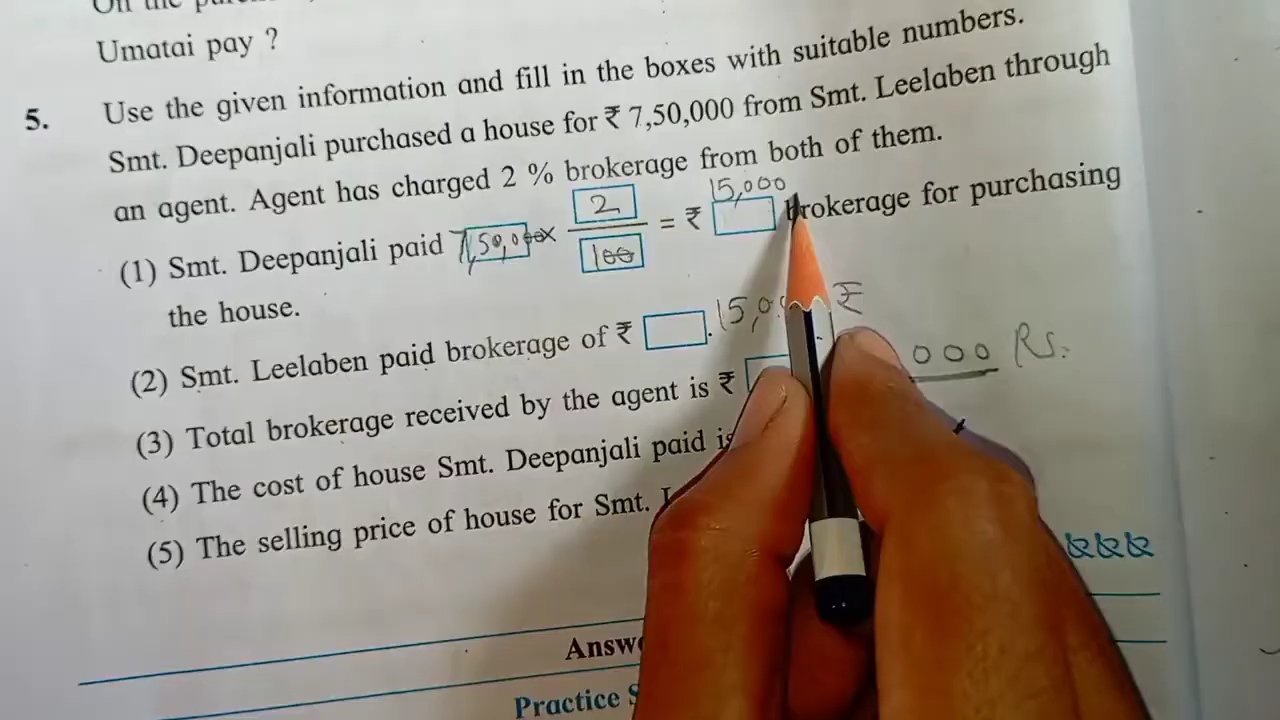 Umatai pay ?
5. Use the given information and fill in the boxes with suitable numbers.
Smt. Deepanjali purchased a house for ₹ 7,50,000 from Smt. Leelaben through
an agent. Agent has charged 2 % brokerage from both of them.
(1) Smt. Deepanjali paid 7,50,000 × 2/100 = ₹ 15,000 brokerage for purchasing
the house.
(2) Smt. Leelaben paid brokerage of ₹ . 15,0 ₹
(3) Total brokerage received by the agent is ₹ 000 Rs.
(4) The cost of house Smt. Deepanjali paid is
(5) The selling price of house for Smt.
Practice